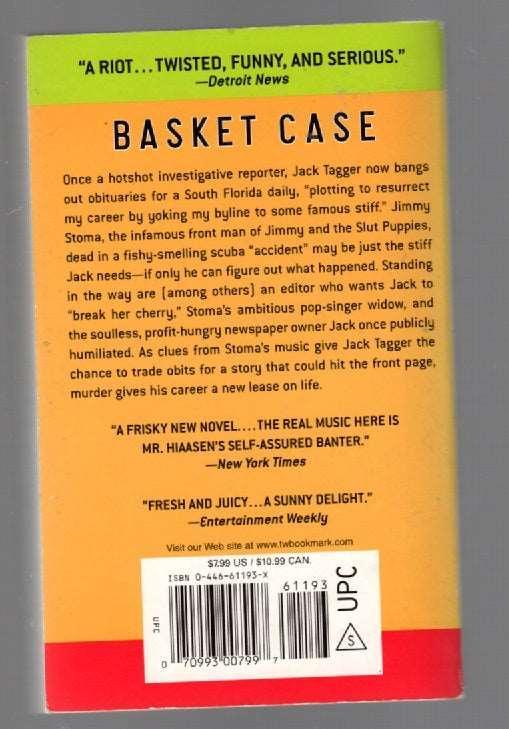 "A RIOT...TWISTED, FUNNY, AND SERIOUS."
—Detroit News
BASKET CASE
Once a hotshot investigative reporter, Jack Tagger now bangs
out obituaries for a South Florida daily, "plotting to resurrect
my career by yoking my byline to some famous stiff." Jimmy
Stoma, the infamous front man of Jimmy and the Slut Puppies,
dead in a fishy-smelling scuba "accident" may be just the stiff
Jack needs—if only he can figure out what happened. Standing
in the way are [among others] an editor who wants Jack to
"break her cherry," Stoma's ambitious pop-singer widow, and
the soulless, profit-hungry newspaper owner Jack once publicly
humiliated. As clues from Stoma's music give Jack Tagger the
chance to trade obits for a story that could hit the front page,
murder gives his career a new lease on life.
"A FRISKY NEW NOVEL....THE REAL MUSIC HERE IS
MR. HIAASEN'S SELF-ASSURED BANTER."
—New York Times
"FRESH AND JUICY...A SUNNY DELIGHT."
—Entertainment Weekly
Visit our Web site at www.twbookmark.com
$7.99 US / $10.99 CAN.
ISBN 0-446-61193-X
61193
UPC
S
UPC
0 70993 00799 7